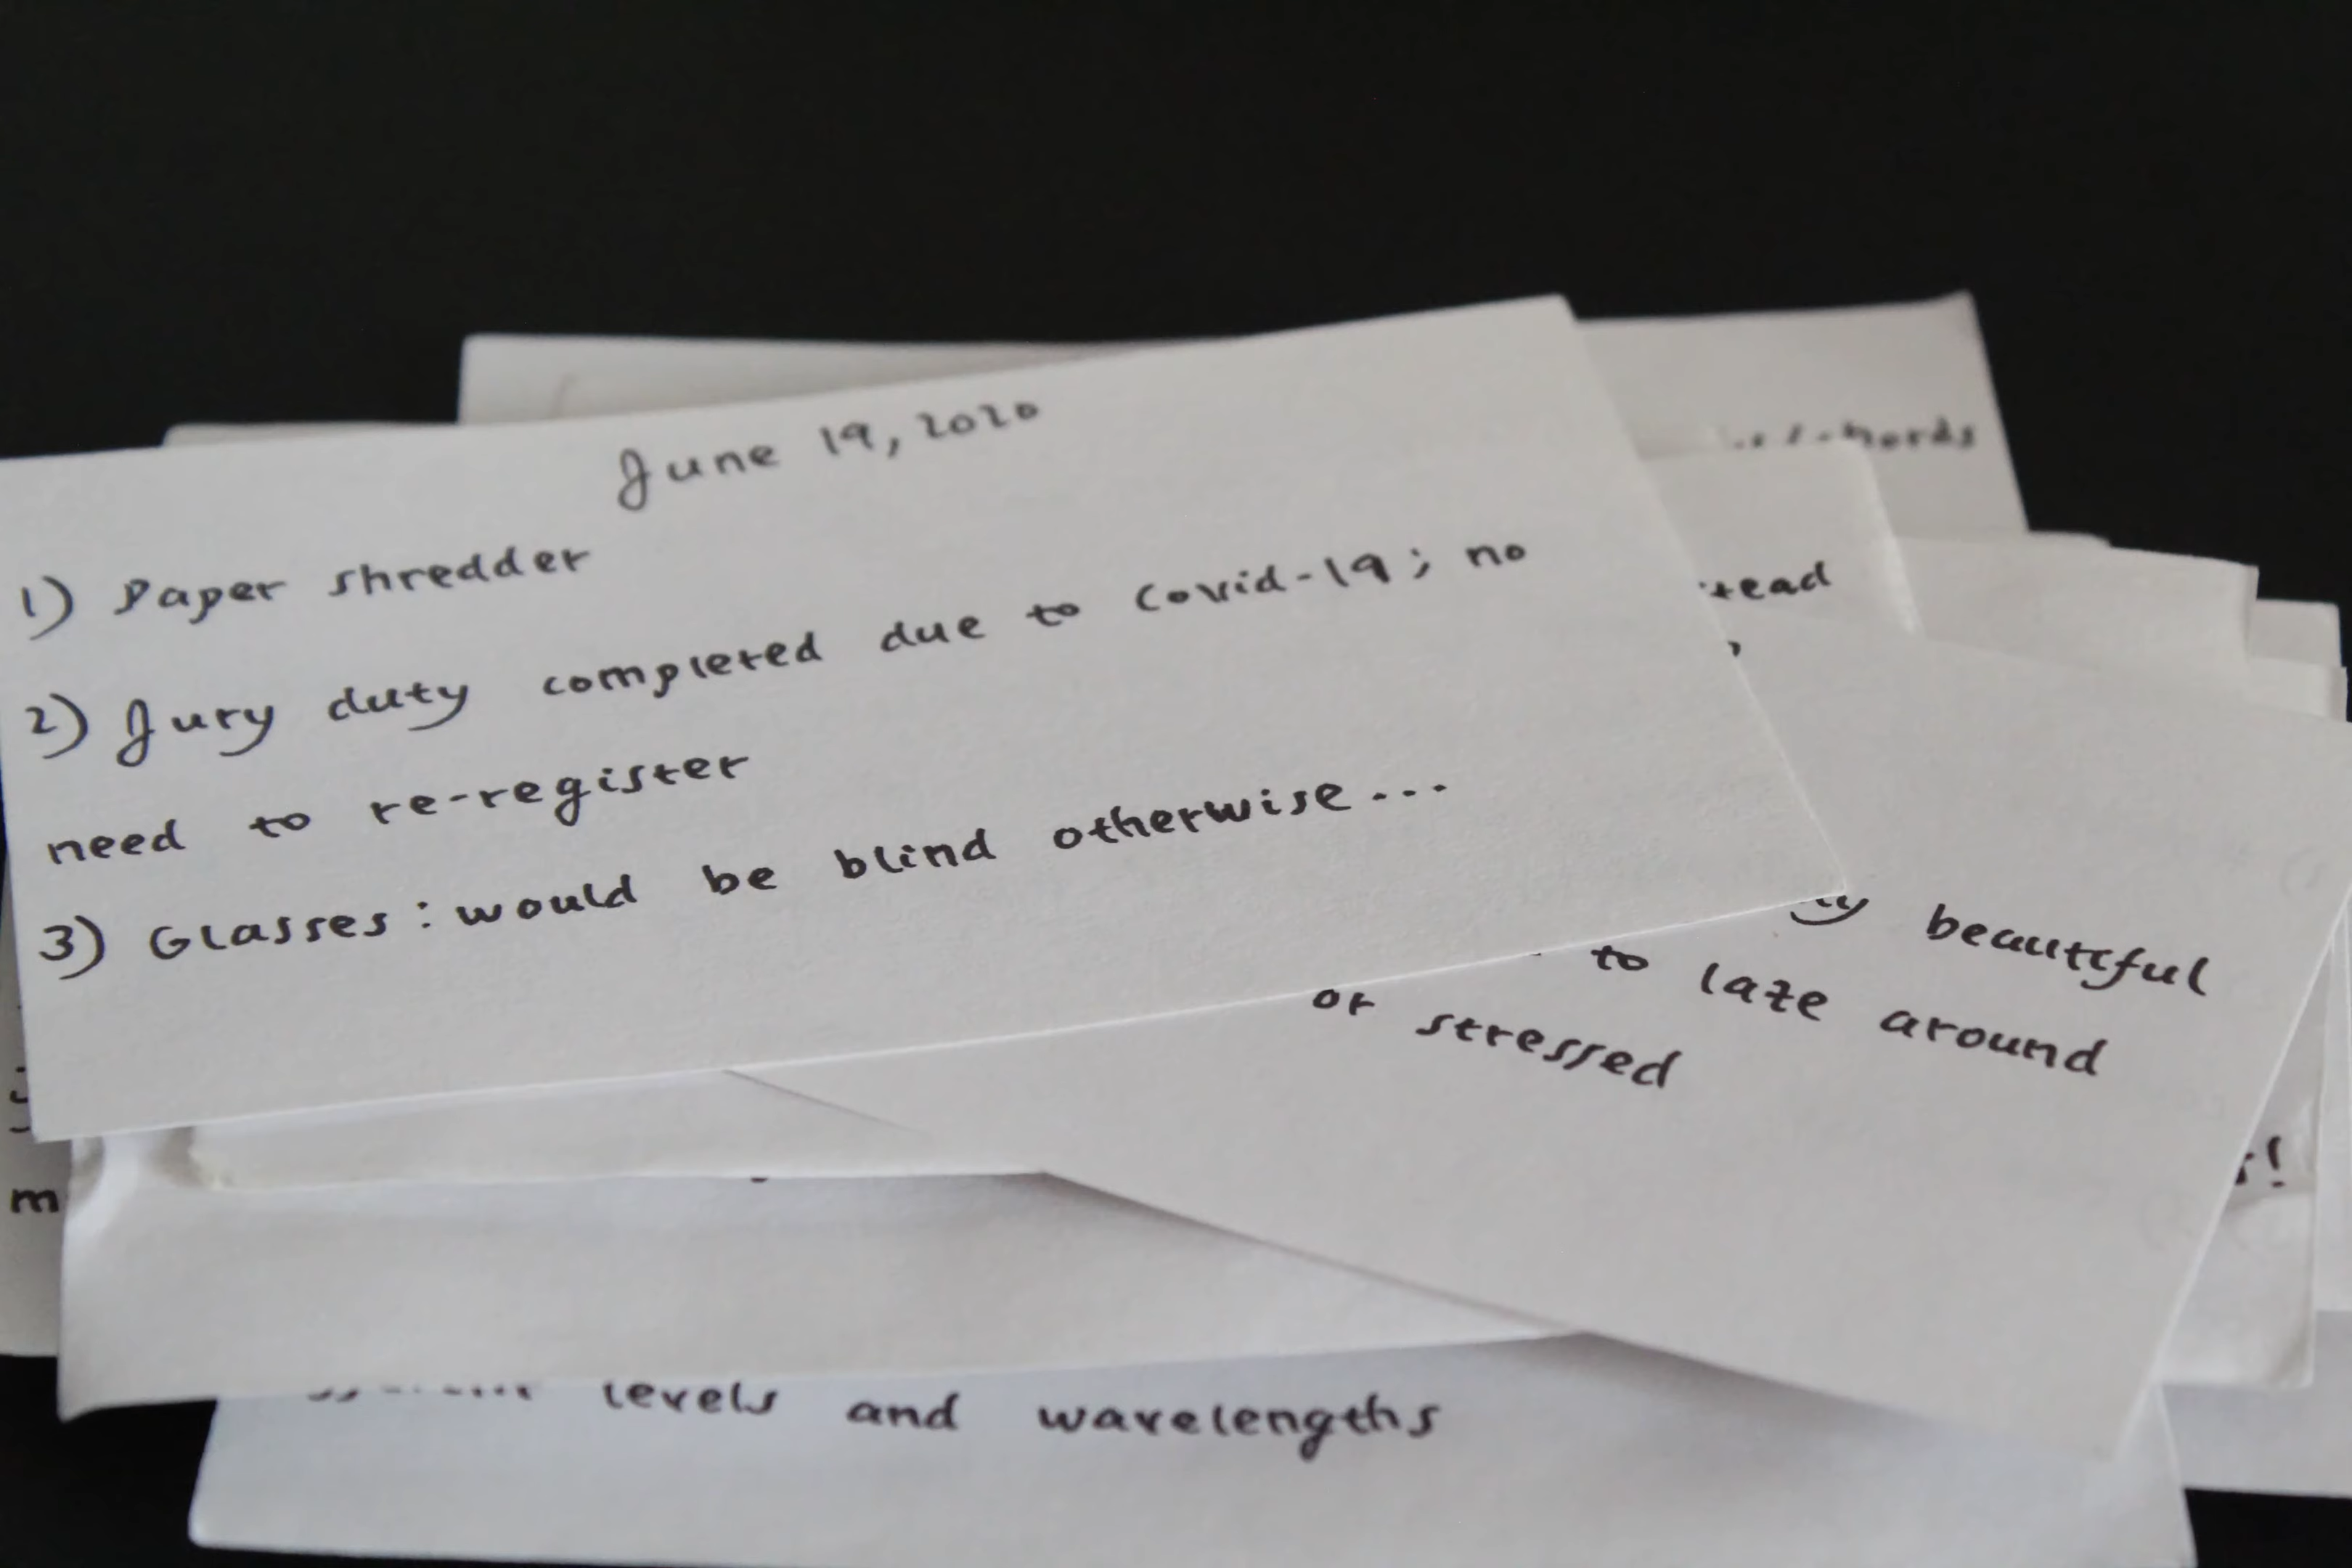 June 19, 2020
1) Paper shredder
2) Jury duty completed due to Covid-19; no
need to re-register
3) Glasses: would be blind otherwise...
beautiful
to laze around
or stressed
levels and wavelengths